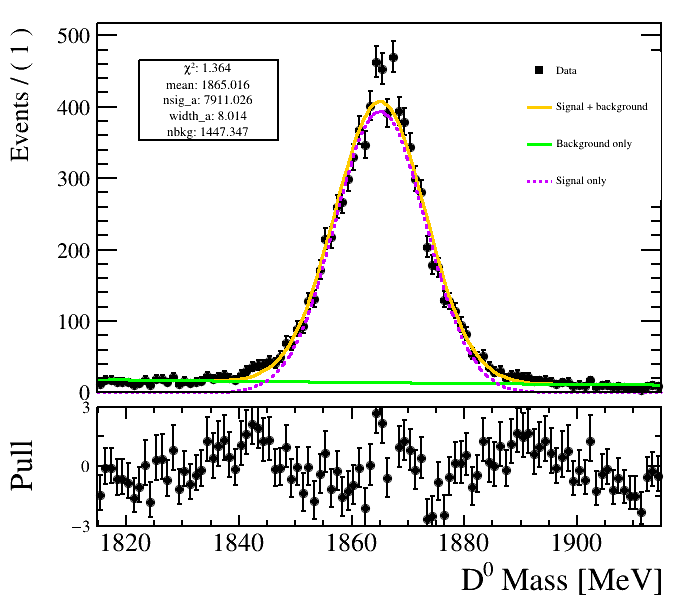 Events / ( 1 )
500
400
300
200
100
0
χ²: 1.364
mean: 1865.016
nsig_a: 7911.026
width_a: 8.014
nbkg: 1447.347
Data
Signal + background
Background only
Signal only
Pull
3
0
−3
1820 1840 1860 1880 1900
D⁰ Mass [MeV]